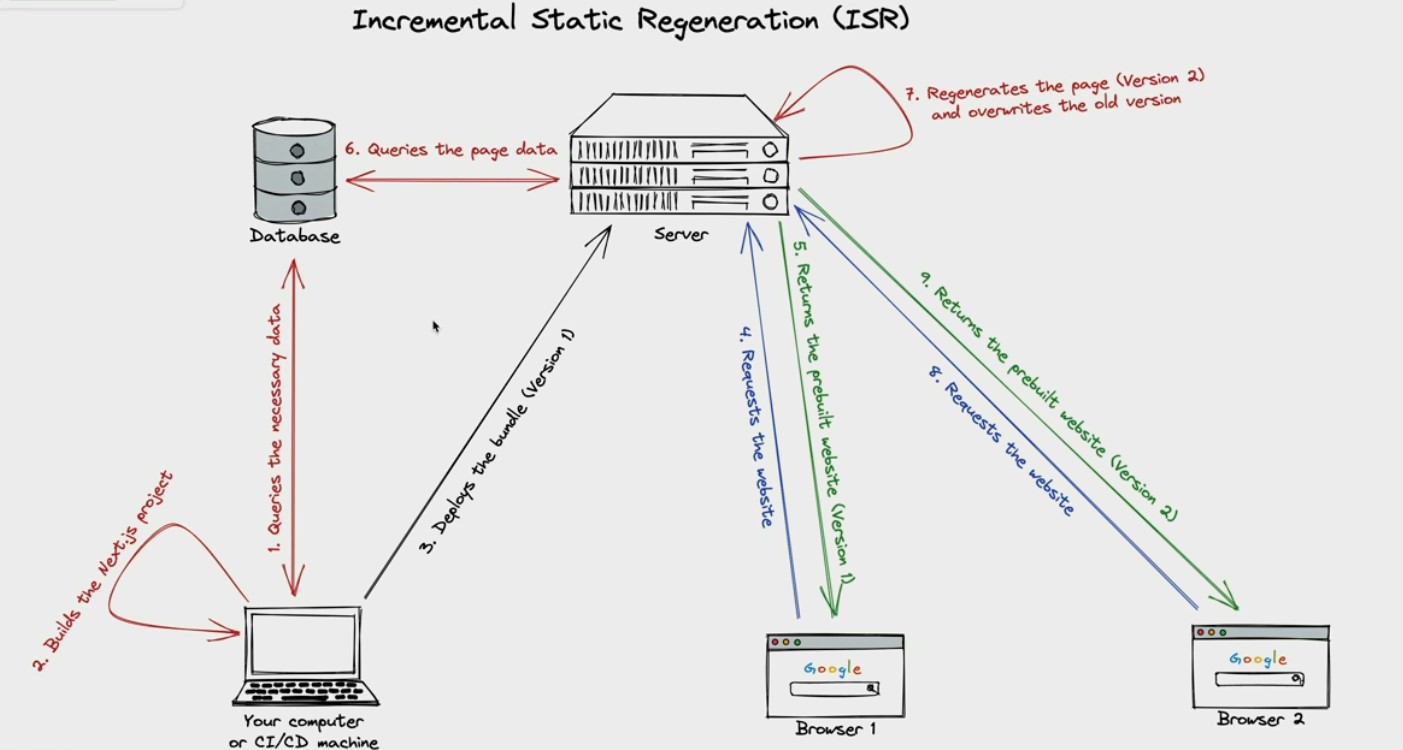 Incremental Static Regeneration (ISR)
7. Regenerates the page (Version 2)
and overwrites the old version
6. Queries the page data
Database
Server
1. Queries the necessary data
2. Builds the Next.js project
3. Deploys the bundle (Version 1)
4. Requests the website
5. Returns the prebuilt website (Version 1)
9. Returns the prebuilt website (Version 2)
8. Requests the website
Google
Google
Your computer
or CI/CD machine
Browser 1
Browser 2